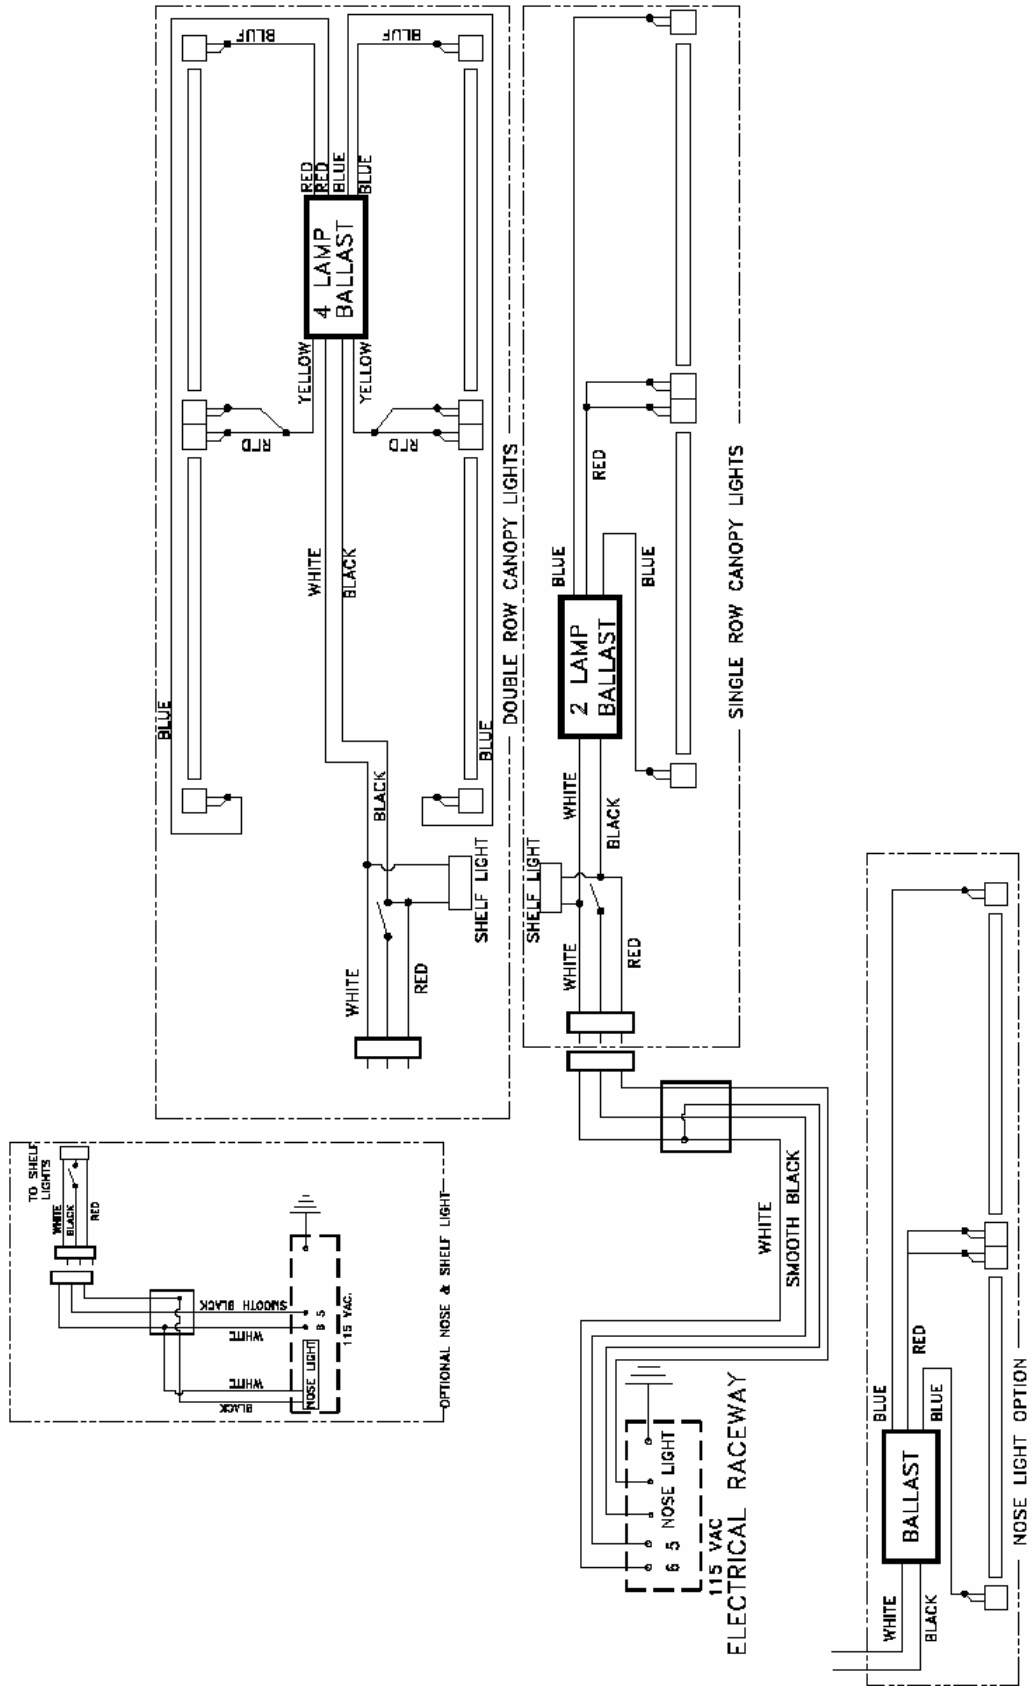 BLUE
BLUE
RED
RED
BLUE
BLUE
4 LAMP
BALLAST
YELLOW
YELLOW
RED
RED
WHITE
BLACK
BLUE
BLUE
BLACK
SHELF LIGHT
WHITE
RED
DOUBLE ROW CANOPY LIGHTS
RED
BLUE
BLUE
2 LAMP
BALLAST
WHITE
BLACK
SHELF LIGHT
WHITE
RED
SINGLE ROW CANOPY LIGHTS
TO SHELF
LIGHTS
WHITE
BLACK
RED
SMOOTH BLACK
WHITE
WHITE
BLACK
NOSE LIGHT
6 5
115 VAC.
OPTIONAL NOSE & SHELF LIGHT
WHITE
SMOOTH BLACK
6 5 NOSE LIGHT
115 VAC
ELECTRICAL RACEWAY
RED
BLUE
BLUE
BALLAST
WHITE
BLACK
NOSE LIGHT OPTION